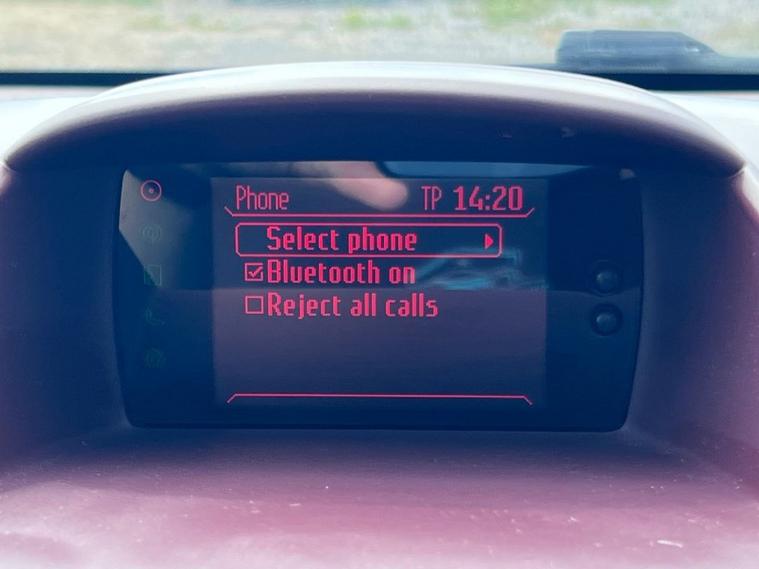 Phone TP 14:20
Select phone
Bluetooth on
Reject all calls